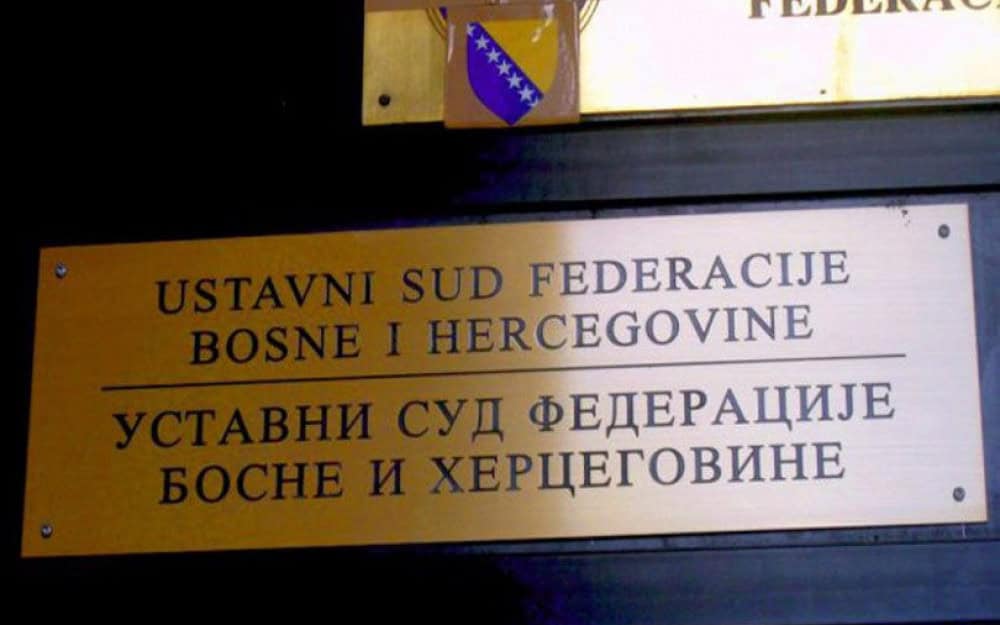 USTAVNI SUD FEDERACIJE
BOSNE I HERCEGOVINE
УСТАВНИ СУД ФЕДЕРАЦИЈЕ
БОСНЕ И ХЕРЦЕГОВИНЕ